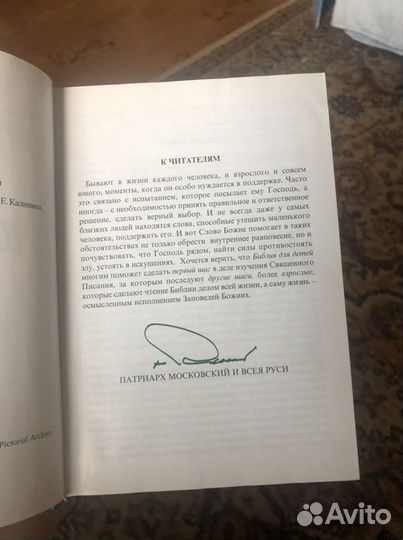 К ЧИТАТЕЛЯМ
Бывают в жизни каждого человека, и взрослого и совсем
юного, моменты, когда он особо нуждается в поддержке. Часто
это связано с испытанием, которое посылает ему Господь, а
иногда – с необходимостью принять правильное и ответственное
решение, сделать верный выбор. И не всегда даже у самых
близких людей находятся слова, способные утешить маленького
человека, поддержать его. И вот Слово Божие помогает в таких
обстоятельствах не только обрести внутреннее равновесие, но и
почувствовать, что Господь рядом, найти силы противостоять
злу, устоять в искушениях. Хочется верить, что Библия для детей
многим поможет сделать первый шаг в деле изучения Священного
Писания, за которым последуют другие шаги, более взрослые,
которые сделают чтение Библии делом всей жизни, а саму жизнь –
осмысленным исполнением Заповедей Божиих.
ПАТРИАРХ МОСКОВСКИЙ И ВСЕЯ РУСИ
и
Е. Калинина,
Pictorial Archive
Avito